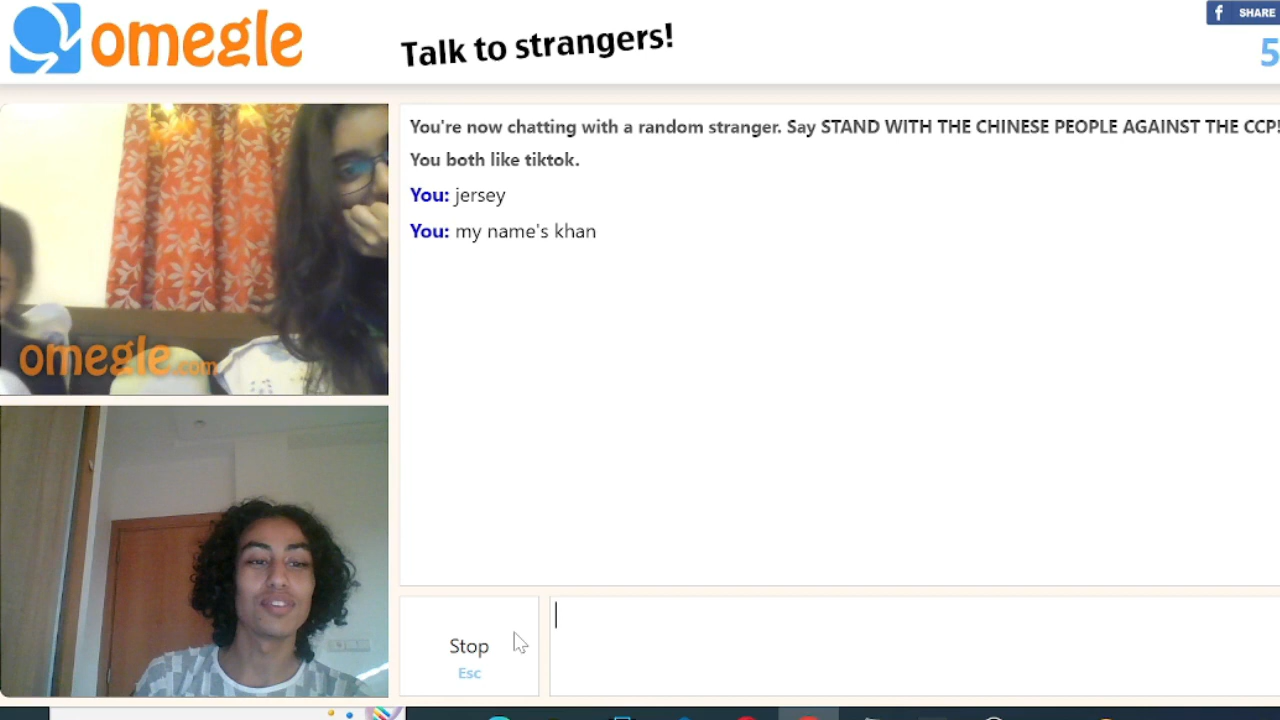 omegle
Talk to strangers!
f SHARE
5
You're now chatting with a random stranger. Say STAND WITH THE CHINESE PEOPLE AGAINST THE CCP!
You both like tiktok.
You: jersey
You: my name's khan
omegle.com
Stop
Esc